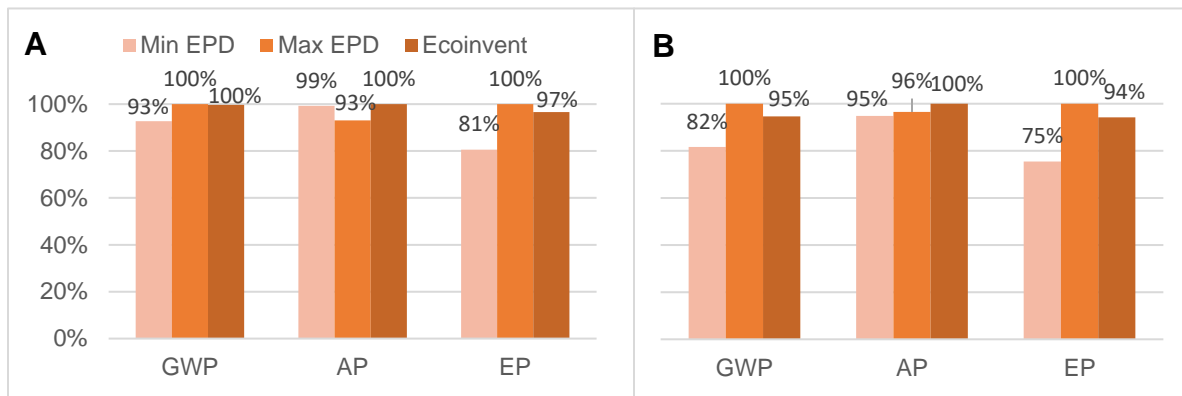 A Min EPD Max EPD Ecoinvent
93% 100% 100% 99% 93% 100% 81% 100% 97%
100%
80%
60%
40%
20%
0%
GWP AP EP
B
82% 100% 95% 95% 96% 100% 75% 100% 94%
GWP AP EP